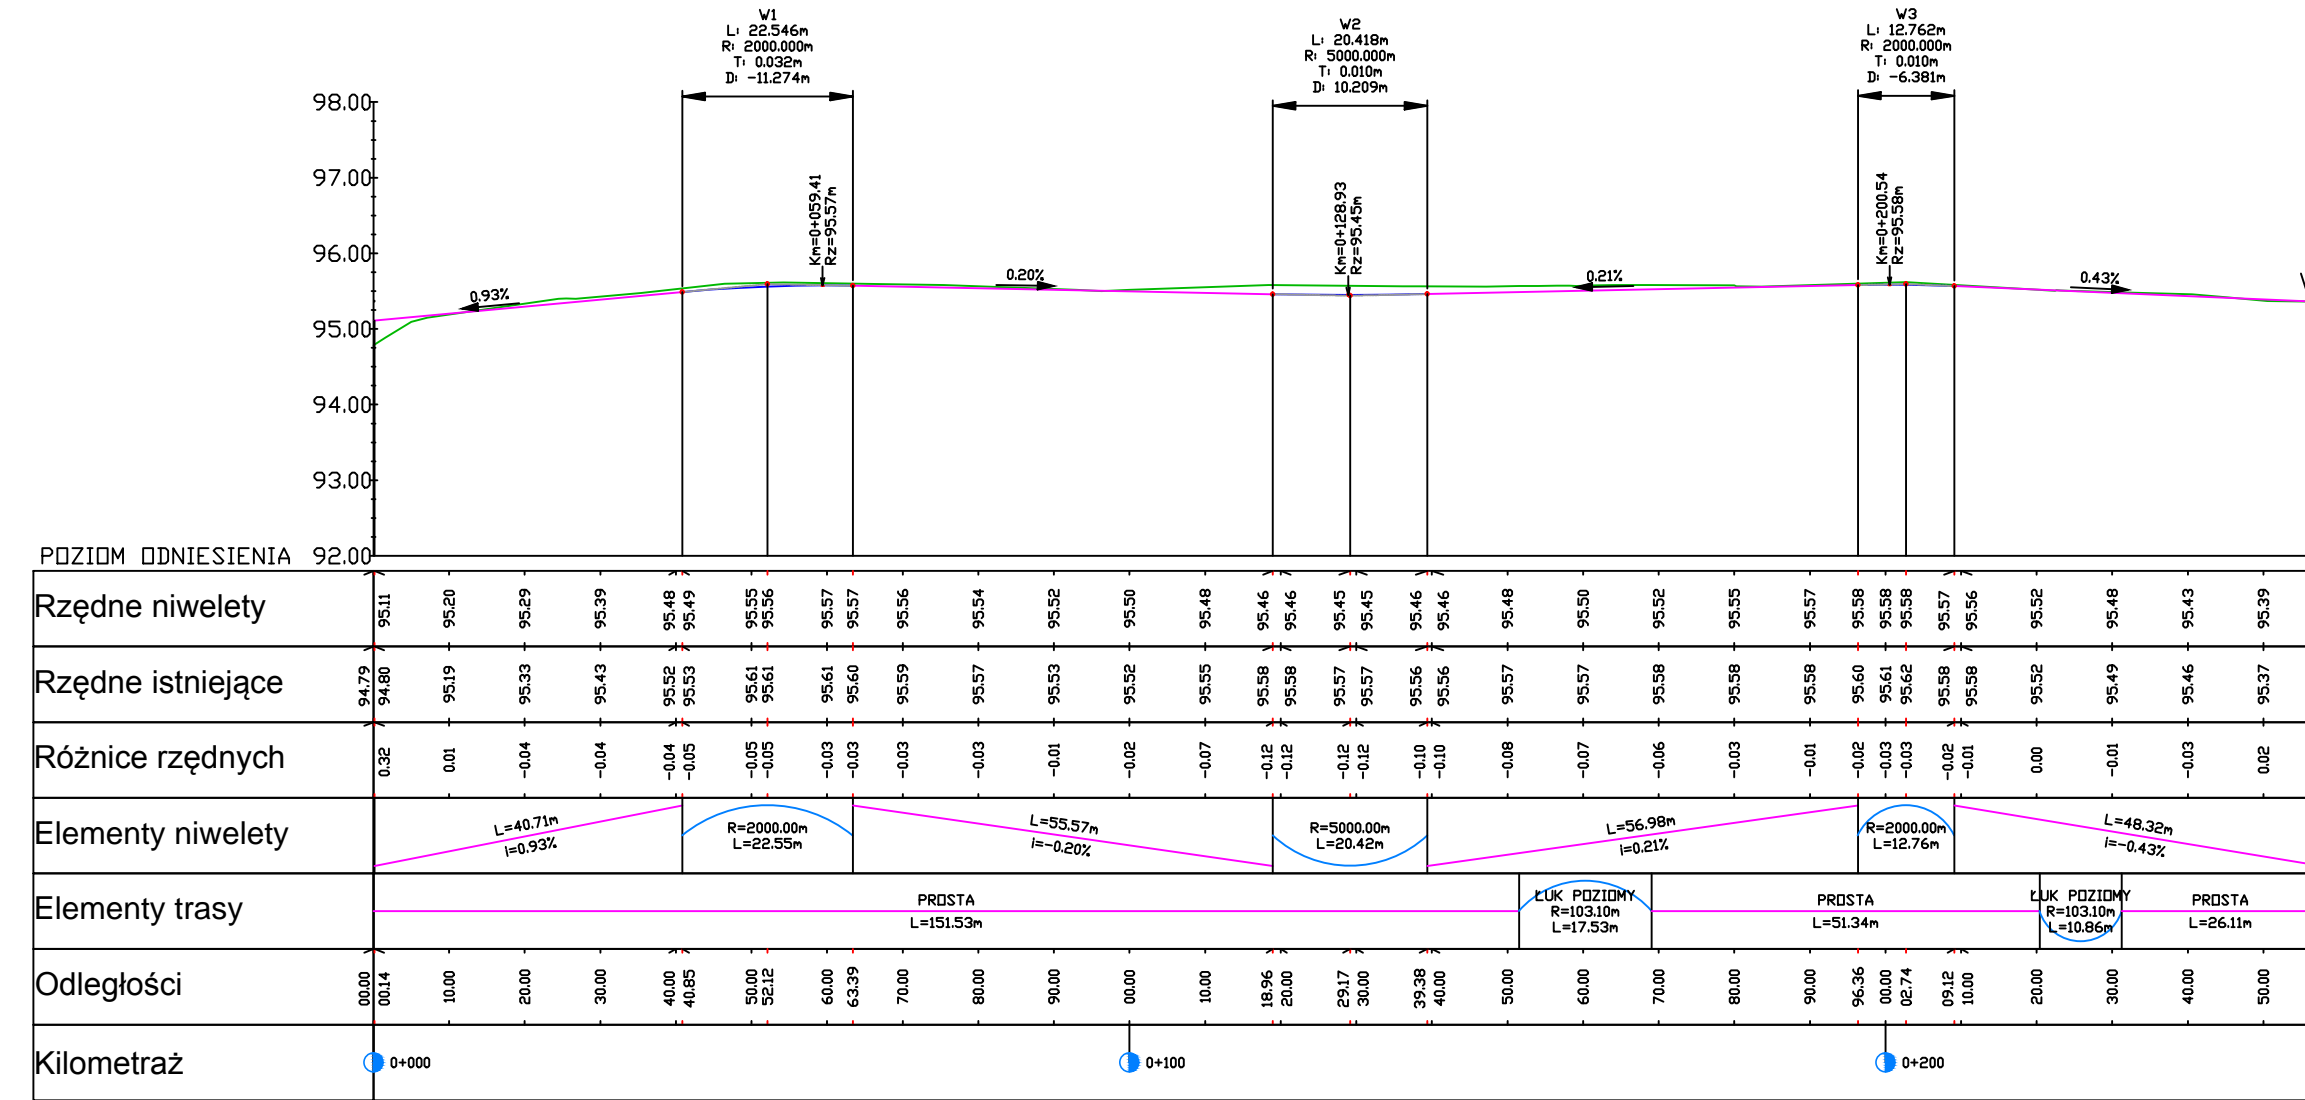 W1
L: 22.546m
R: 2000.000m
T: 0.032m
D: -11.274m
W2
L: 20.418m
R: 5000.000m
T: 0.010m
D: 10.209m
W3
L: 12.762m
R: 2000.000m
T: 0.010m
D: -6.381m
98.00
97.00
96.00
95.00
94.00
93.00
POZIOM ODNIESIENIA 92.00
0.93%
Km=0+059.41
Rz=95.57m
0.20%
Km=0+128.93
Rz=95.45m
0.21%
Km=0+200.54
Rz=95.58m
0.43%
Rzędne niwelety
95.11 95.20 95.29 95.39 95.48 95.49 95.55 95.56 95.57 95.57 95.56 95.54 95.52 95.50 95.48 95.46 95.46 95.45 95.45 95.46 95.46 95.48 95.50 95.52 95.55 95.57 95.58 95.58 95.58 95.57 95.56 95.52 95.48 95.43 95.39
Rzędne istniejące
94.79 94.80 95.19 95.33 95.43 95.52 95.53 95.61 95.61 95.61 95.60 95.59 95.57 95.53 95.52 95.55 95.58 95.58 95.57 95.57 95.56 95.56 95.57 95.57 95.58 95.58 95.58 95.60 95.61 95.62 95.58 95.58 95.52 95.49 95.46 95.37
Różnice rzędnych
0.32 0.01 -0.04 -0.04 -0.04 -0.05 -0.05 -0.05 -0.03 -0.03 -0.03 -0.03 -0.01 -0.02 -0.07 -0.12 -0.12 -0.12 -0.12 -0.10 -0.10 -0.08 -0.07 -0.06 -0.03 -0.01 -0.02 -0.03 -0.03 -0.02 -0.01 0.00 -0.01 -0.03 0.02
Elementy niwelety
L=40.71m
i=0.93%
R=2000.00m
L=22.55m
L=55.57m
i=-0.20%
R=5000.00m
L=20.42m
L=56.98m
i=0.21%
R=2000.00m
L=12.76m
L=48.32m
i=-0.43%
Elementy trasy
PROSTA
L=151.53m
ŁUK POZIOMY
R=103.10m
L=17.53m
PROSTA
L=51.34m
ŁUK POZIOMY
R=103.10m
L=10.86m
PROSTA
L=26.11m
Odległości
00.00 00.14 10.00 20.00 30.00 40.00 40.85 50.00 52.12 60.00 63.39 70.00 80.00 90.00 00.00 10.00 18.96 20.00 29.17 30.00 39.38 40.00 50.00 60.00 70.00 80.00 90.00 96.36 00.00 02.74 09.12 10.00 20.00 30.00 40.00 50.00
Kilometraż
0+000
0+100
0+200